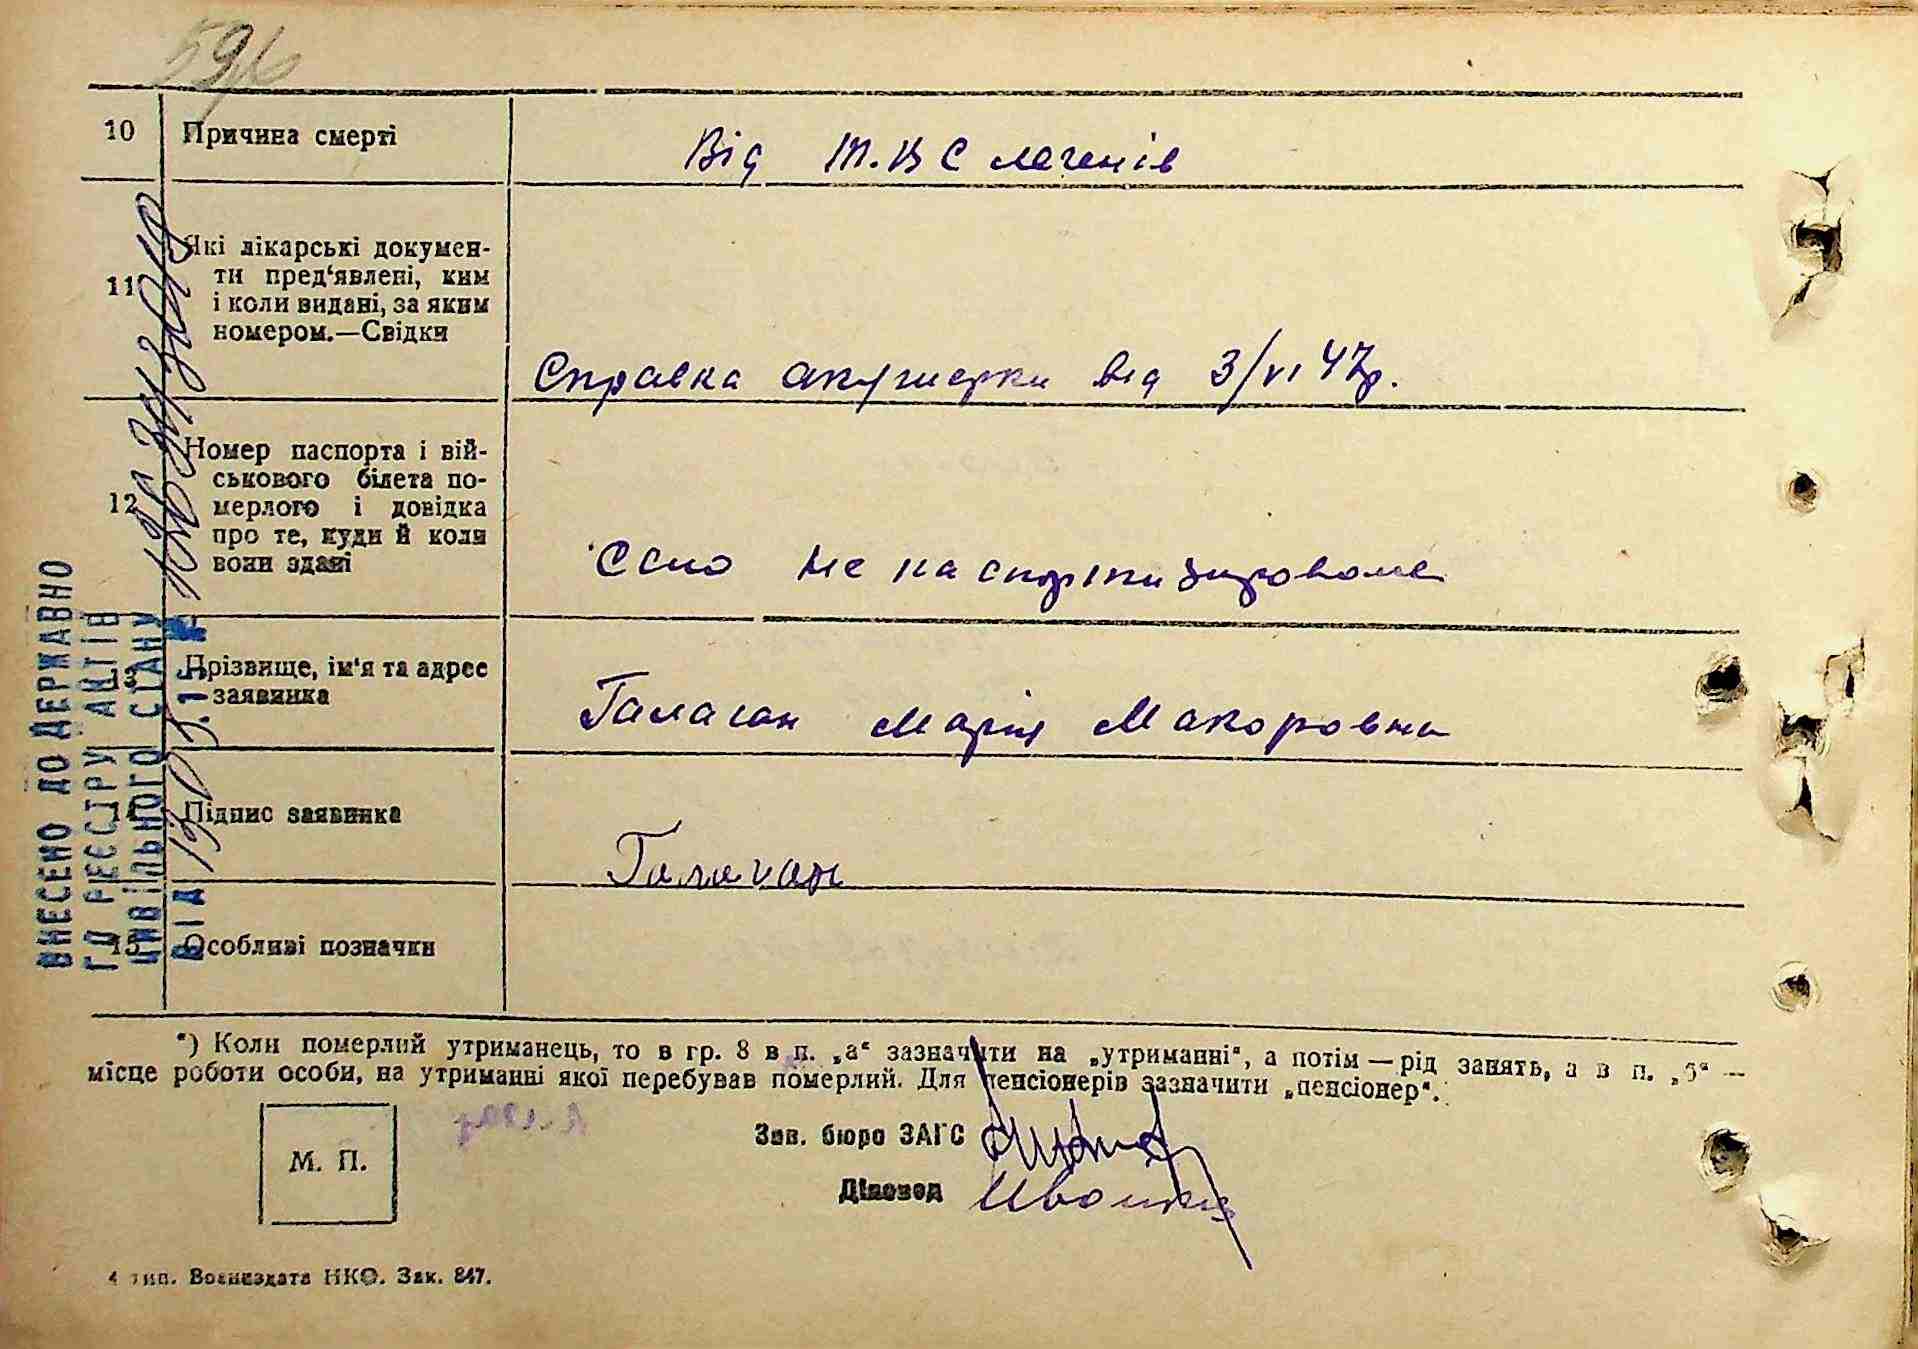 59/6
10 Причина смерті Від Т.В С легенів
11 Які лікарські докумен-
ти пред‘явлені, ким
і коли видані, за яким
номером.—Свідки
Справка акушерки від 3/VI 47р.
12 Номер паспорта і вій-
ськового білета по-
мерлого і довідка
про те, куди й коли
вони здані
Село не паспортизировоме
13 Прізвище, ім‘я та адрес
заявника
Галаган Марія Макоровна
14 Підпис заявника
Галаган
15 Особливі позначки
ВНЕСЕНО ДО ДЕРЖАВНО
ГО РЕЄСТРУ АКТІВ
ЦИВІЛЬНОГО СТАНУ
ВІД
*) Коли померлий утриманець, то в гр. 8 в п. „а“ зазначити на „утриманні“, а потім — рід занять, а в п. „б“ —
місце роботи особи, на утриманні якої перебував померлий. Для пенсіонерів зазначити „пенсіонер“.
М. П.
Зав. бюро ЗАГС
Діловод
4 тип. Воениздата НКО. Зак. 847.